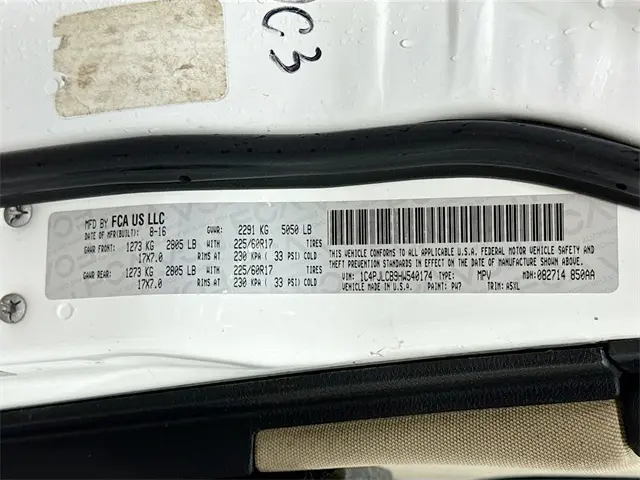 C3
MFD BY FCA US LLC
DATE OF MFR(BUILT): 8-16 GVWR: 2291 KG 5050 LB
GAWR FRONT: 1273 KG 2805 LB WITH 225/60R17 TIRES
17X7.0 RIMS AT 230 KPA ( 33 PSI) COLD
GAWR REAR: 1273 KG 2805 LB WITH 225/60R17 TIRES
17X7.0 RIMS AT 230 KPA ( 33 PSI) COLD
THIS VEHICLE CONFORMS TO ALL APPLICABLE U.S.A. FEDERAL MOTOR VEHICLE SAFETY AND
THEFT PREVENTION STANDARDS IN EFFECT ON THE DATE OF MANUFACTURE SHOWN ABOVE.
VIN: 1C4PJLCB9HW540174 TYPE: MPV MDH: 082714 850AA
VEHICLE MADE IN U.S.A. PAINT: PW7 TRIM: A5XL